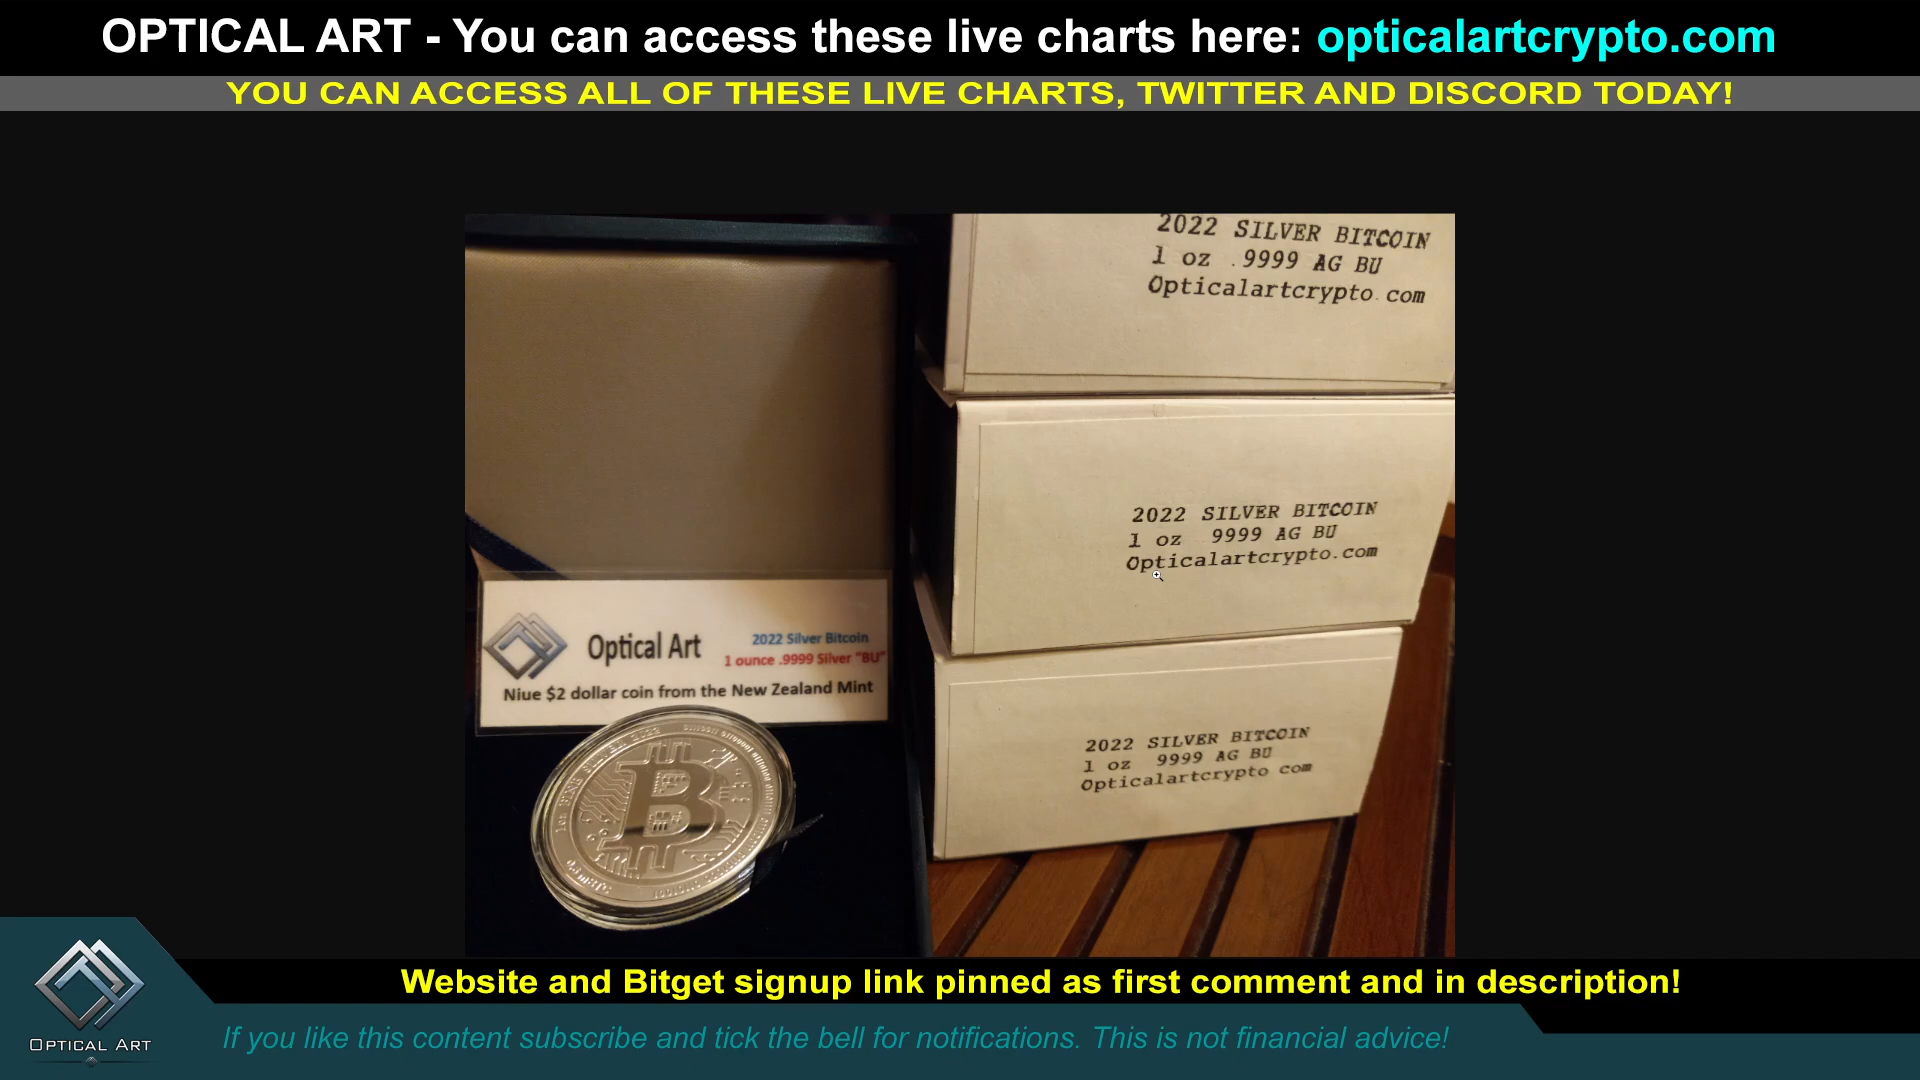 OPTICAL ART - You can access these live charts here: opticalartcrypto.com
YOU CAN ACCESS ALL OF THESE LIVE CHARTS, TWITTER AND DISCORD TODAY!
2022 SILVER BITCOIN
1 oz .9999 AG BU
Opticalartcrypto.com
2022 SILVER BITCOIN
1 oz 9999 AG BU
Opticalartcrypto.com
2022 SILVER BITCOIN
1 oz 9999 AG BU
Opticalartcrypto com
Optical Art
2022 Silver Bitcoin
1 ounce .9999 Silver "BU"
Niue $2 dollar coin from the New Zealand Mint
Website and Bitget signup link pinned as first comment and in description!
If you like this content subscribe and tick the bell for notifications. This is not financial advice!
OPTICAL ART